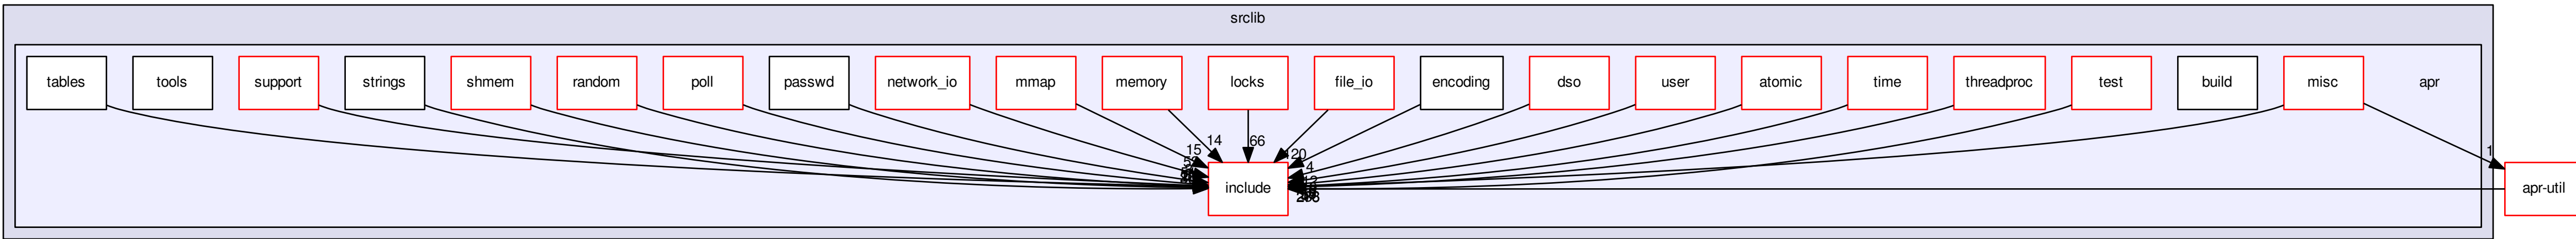 srclib
tables
tools
support
strings
shmem
random
poll
passwd
network_io
mmap
memory
locks
file_io
encoding
dso
user
atomic
time
threadproc
test
build
misc
apr
15
14
66
120
4
1
include
apr-util